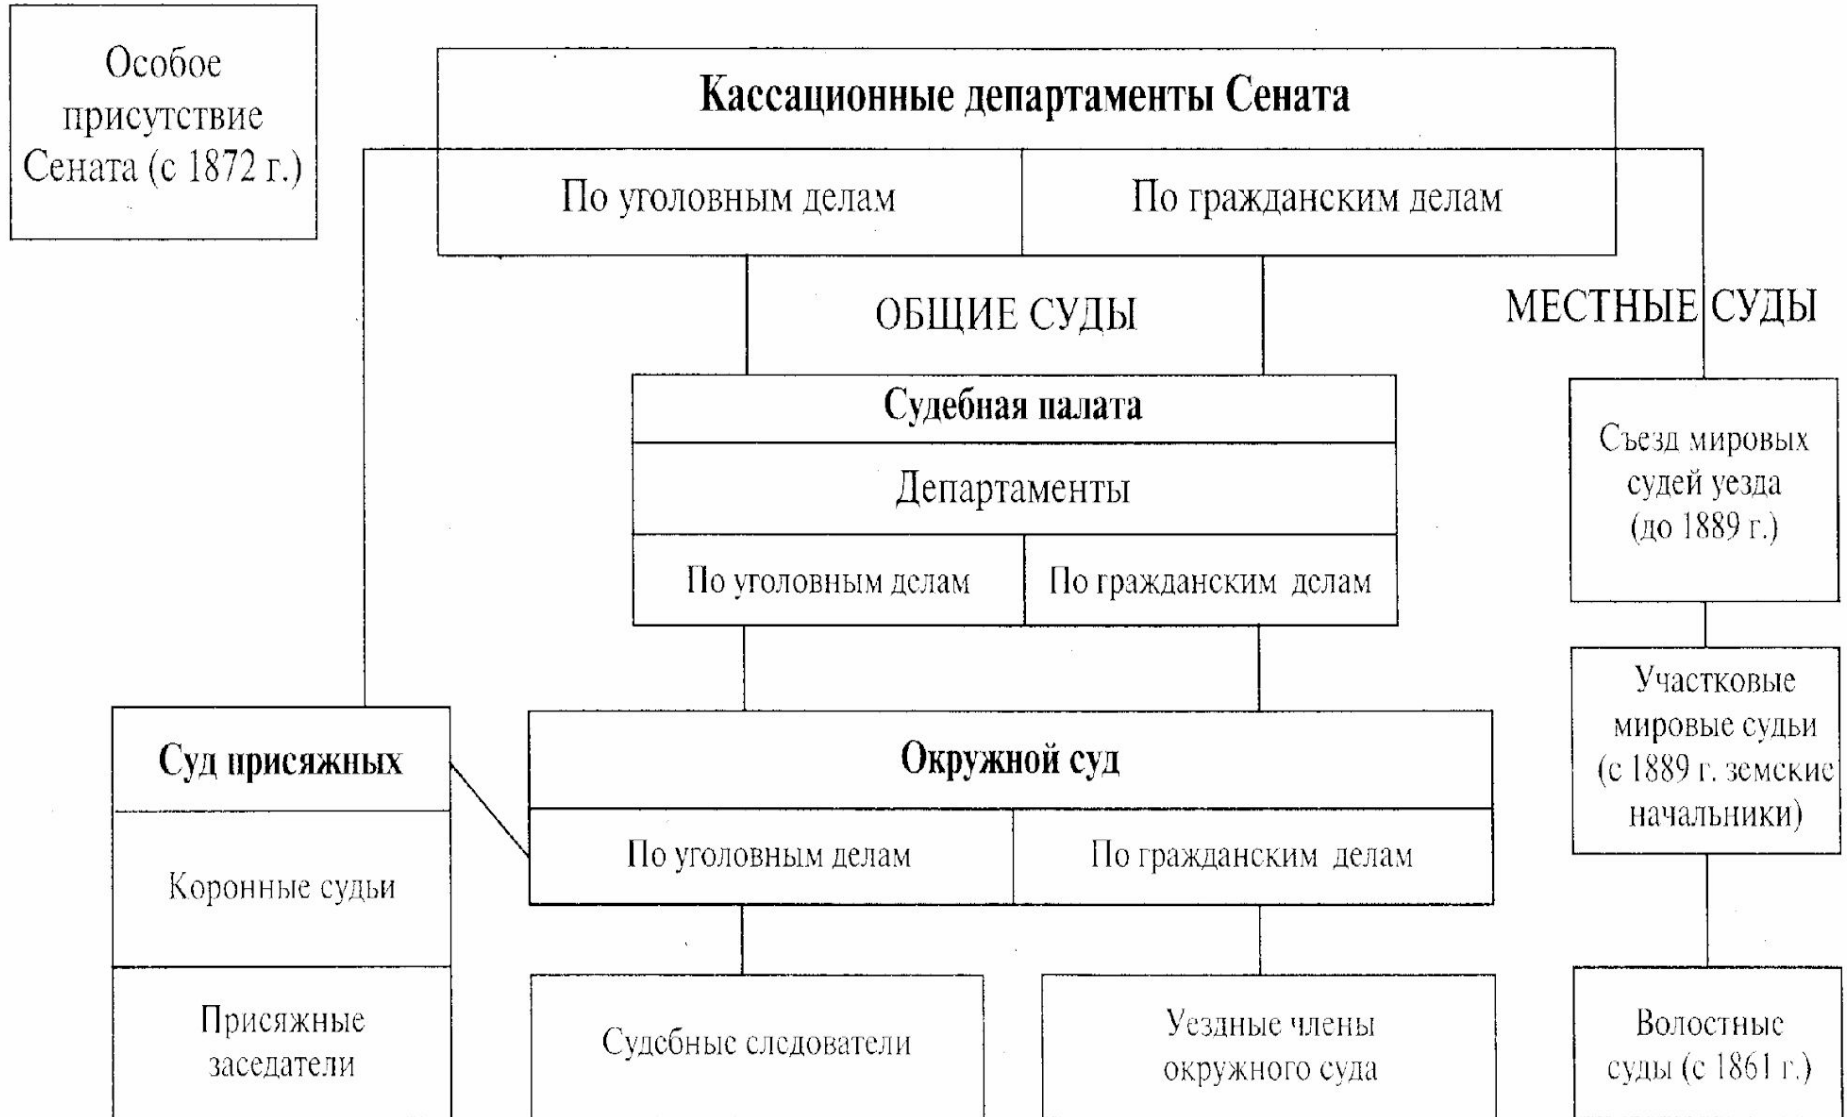 Особое
присутствие
Сената (с 1872 г.)
Кассационные департаменты Сената
По уголовным делам
По гражданским делам
ОБЩИЕ СУДЫ
МЕСТНЫЕ СУДЫ
Судебная палата
Департаменты
По уголовным делам
По гражданским делам
Съезд мировых
судей уезда
(до 1889 г.)
Участковые
мировые судьи
(с 1889 г. земские
начальники)
Суд присяжных
Коронные судьи
Присяжные
заседатели
Окружной суд
По уголовным делам
По гражданским делам
Судебные следователи
Уездные члены
окружного суда
Волостные
суды (с 1861 г.)